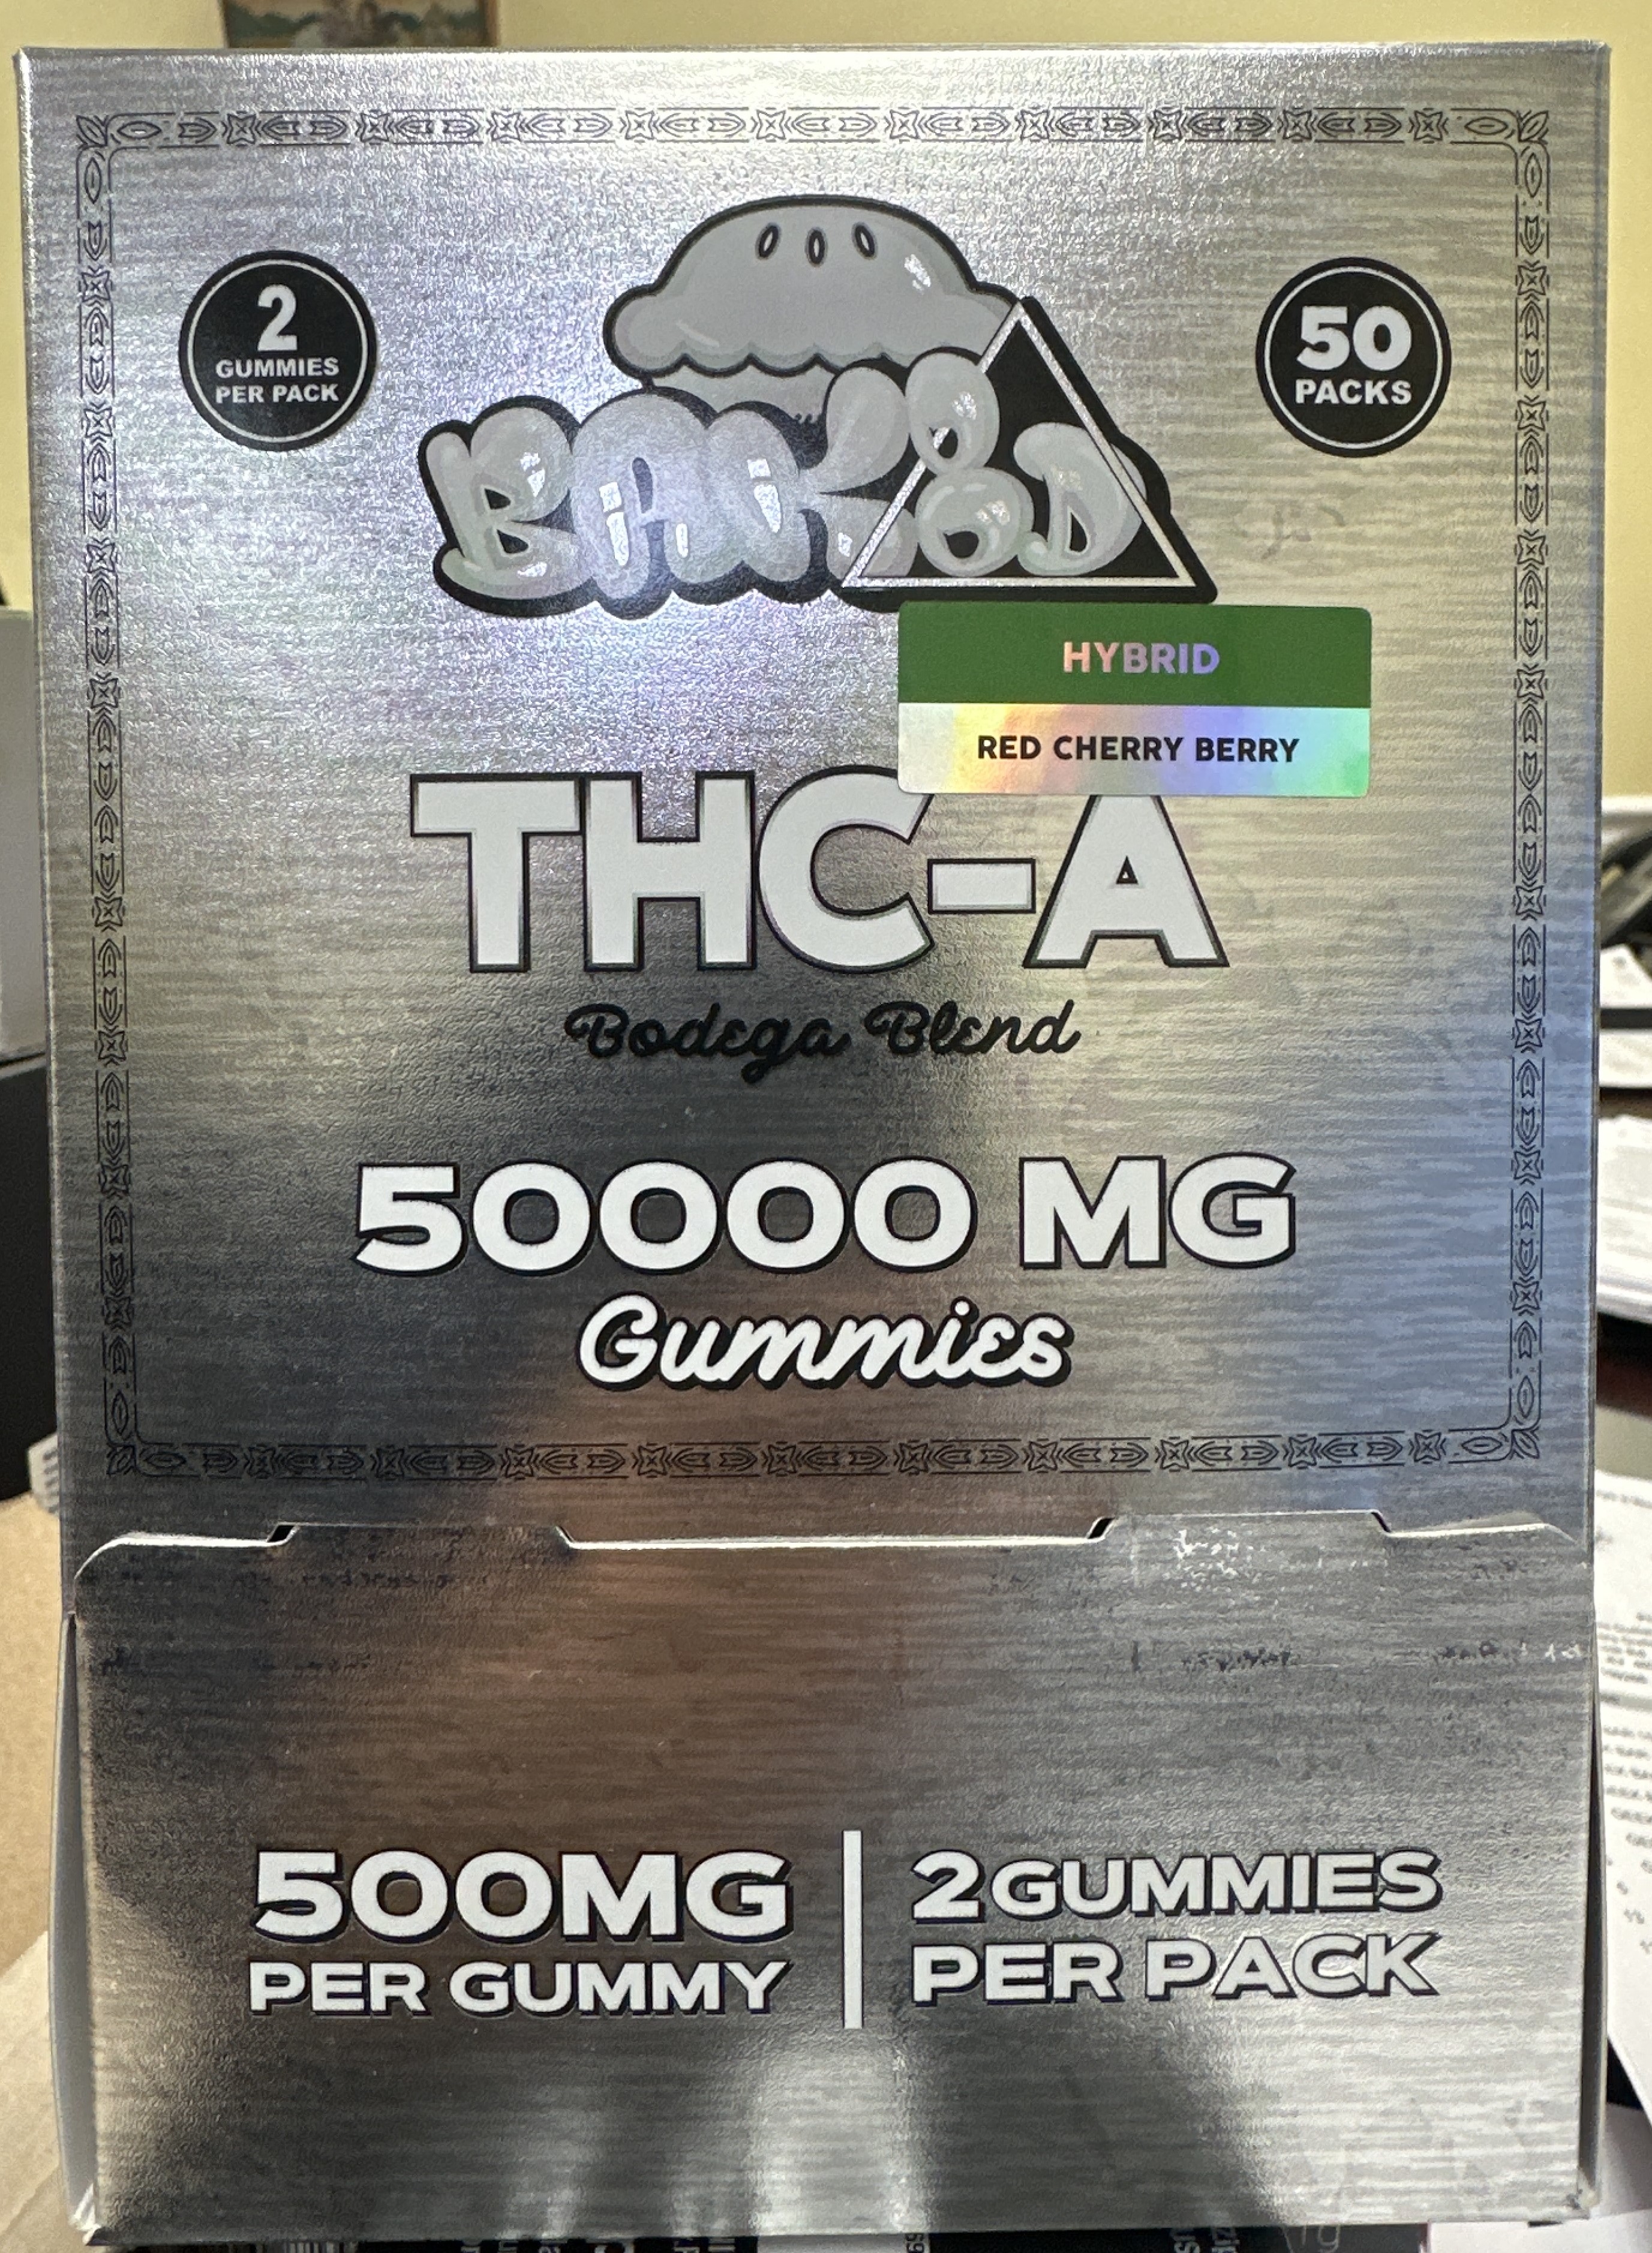 2
GUMMIES
PER PACK
50
PACKS
BAK8D
HYBRID
RED CHERRY BERRY
THC-A
Bodega Blend
50000 MG
Gummies
500MG
PER GUMMY
2 GUMMIES
PER PACK